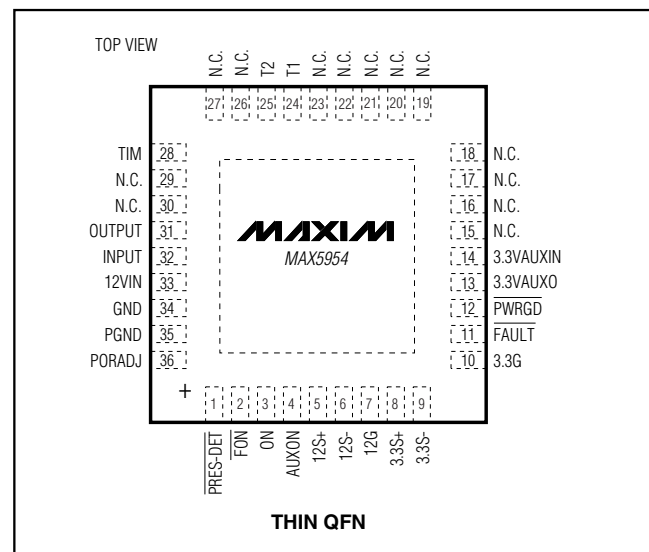 TOP VIEW
N.C.
N.C.
T2
T1
N.C.
N.C.
N.C.
N.C.
N.C.
27
26
25
24
23
22
21
20
19
TIM 28
N.C. 29
N.C. 30
OUTPUT 31
INPUT 32
12VIN 33
GND 34
PGND 35
PORADJ 36
MAXIM
MAX5954
18 N.C.
17 N.C.
16 N.C.
15 N.C.
14 3.3VAUXIN
13 3.3VAUXO
12 PWRGD
11 FAULT
10 3.3G
+
1
2
3
4
5
6
7
8
9
PRES-DET
FON
ON
AUXON
12S+
12S-
12G
3.3S+
3.3S-
THIN QFN